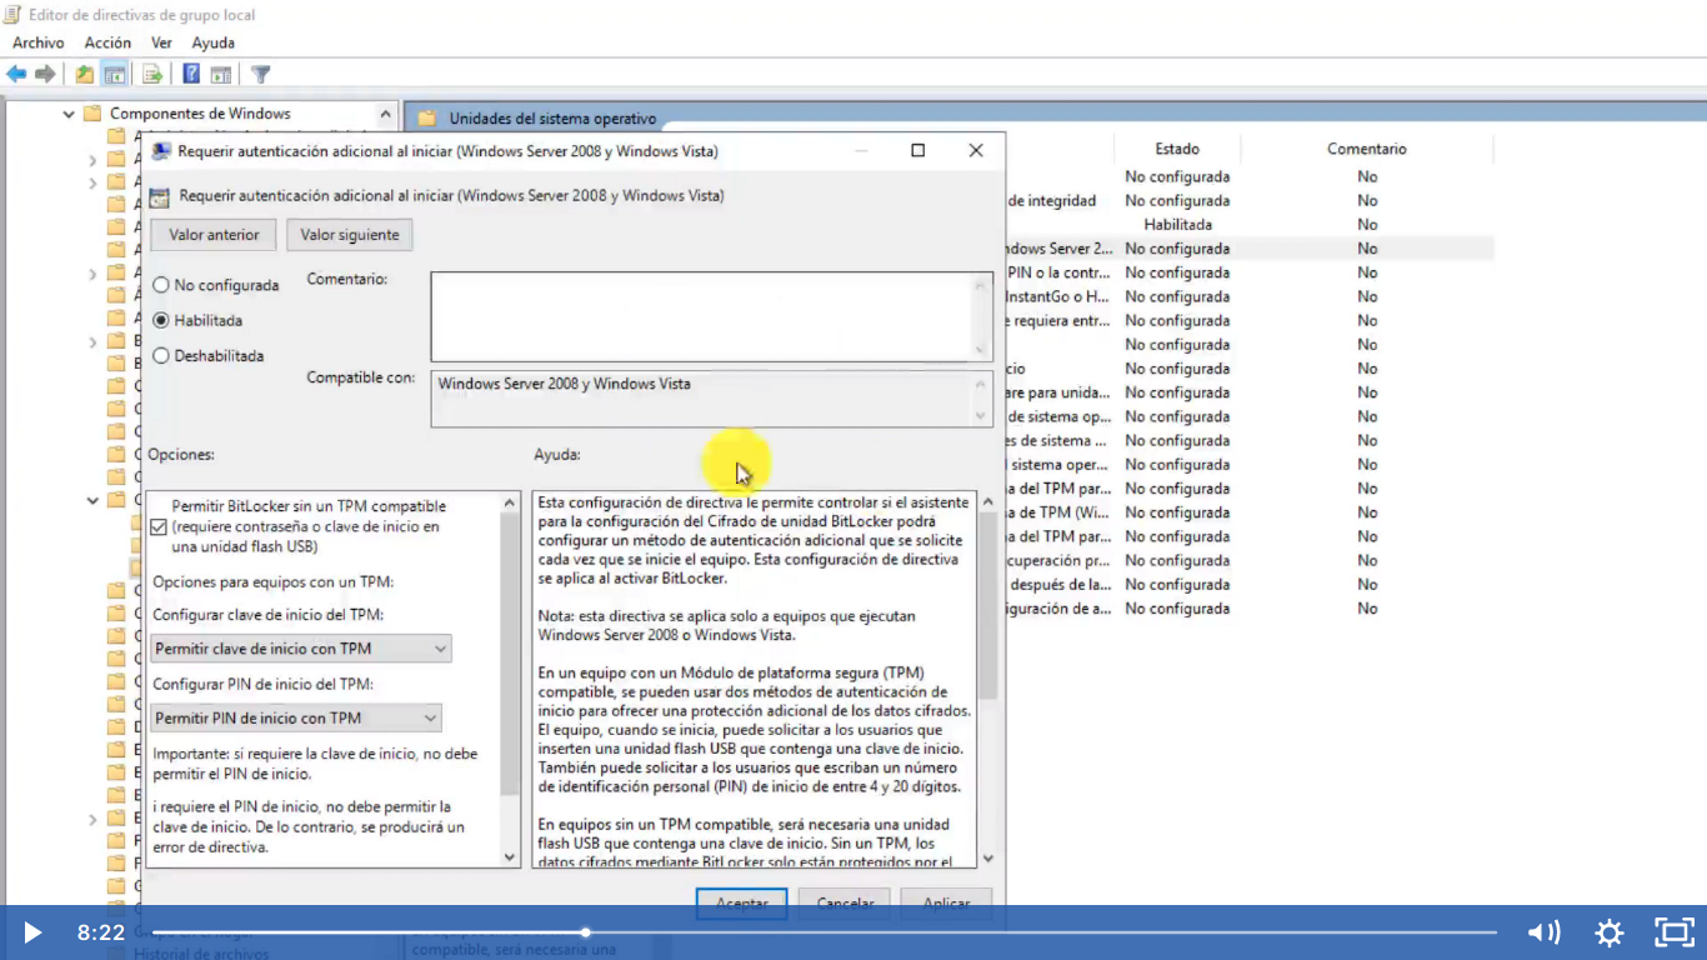 Editor de directivas de grupo local
Archivo Acción Ver Ayuda
Componentes de Windows
Unidades del sistema operativo
Requerir autenticación adicional al iniciar (Windows Server 2008 y Windows Vista)
Requerir autenticación adicional al iniciar (Windows Server 2008 y Windows Vista)
Valor anterior Valor siguiente
No configurada
Habilitada
Deshabilitada
Comentario:
Compatible con:
Windows Server 2008 y Windows Vista
Opciones:
Permitir BitLocker sin un TPM compatible
(requiere contraseña o clave de inicio en
una unidad flash USB)
Opciones para equipos con un TPM:
Configurar clave de inicio del TPM:
Permitir clave de inicio con TPM
Configurar PIN de inicio del TPM:
Permitir PIN de inicio con TPM
Importante: si requiere la clave de inicio, no debe
permitir el PIN de inicio.
i requiere el PIN de inicio, no debe permitir la
clave de inicio. De lo contrario, se producirá un
error de directiva.
Ayuda:
Esta configuración de directiva le permite controlar si el asistente
para la configuración del Cifrado de unidad BitLocker podrá
configurar un método de autenticación adicional que se solicite
cada vez que se inicie el equipo. Esta configuración de directiva
se aplica al activar BitLocker.
Nota: esta directiva se aplica solo a equipos que ejecutan
Windows Server 2008 o Windows Vista.
En un equipo con un Módulo de plataforma segura (TPM)
compatible, se pueden usar dos métodos de autenticación de
inicio para ofrecer una protección adicional de los datos cifrados.
El equipo, cuando se inicia, puede solicitar a los usuarios que
inserten una unidad flash USB que contenga una clave de inicio.
También puede solicitar a los usuarios que escriban un número
de identificación personal (PIN) de inicio de entre 4 y 20 dígitos.
En equipos sin un TPM compatible, será necesaria una unidad
flash USB que contenga una clave de inicio. Sin un TPM, los
datos cifrados mediante BitLocker solo están protegidos por el
Aceptar Cancelar Aplicar
Estado Comentario
No configurada No
de integridad No configurada No
Habilitada No
ndows Server 2... No configurada No
PIN o la contr... No configurada No
InstantGo o H... No configurada No
e requiera entr... No configurada No
No configurada No
cio No configurada No
are para unida... No configurada No
de sistema op... No configurada No
es de sistema ... No configurada No
l sistema oper... No configurada No
a del TPM par... No configurada No
a de TPM (Wi... No configurada No
a del TPM par... No configurada No
cuperación pr... No configurada No
después de la... No configurada No
iguración de a... No configurada No
8:22
Historial de archivos
compatible, será necesaria una